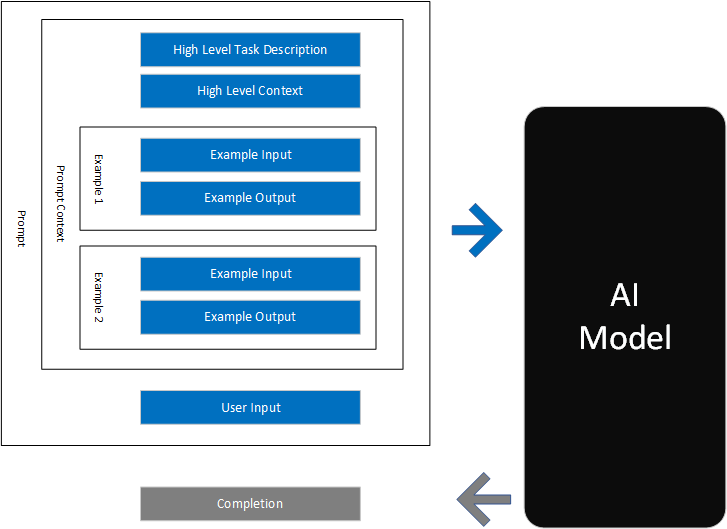 Prompt
Prompt Context
High Level Task Description
High Level Context
Example 1
Example Input
Example Output
Example 2
Example Input
Example Output
User Input
Completion
AI
Model